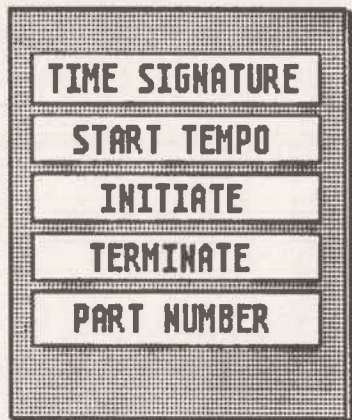 TIME SIGNATURE
START TEMPO
INITIATE
TERMINATE
PART NUMBER